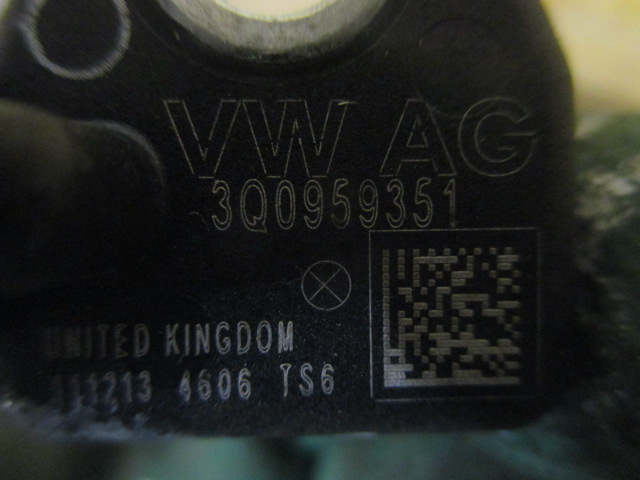 VW AG
3Q0959351
UNITED KINGDOM
111213 4606 TS6